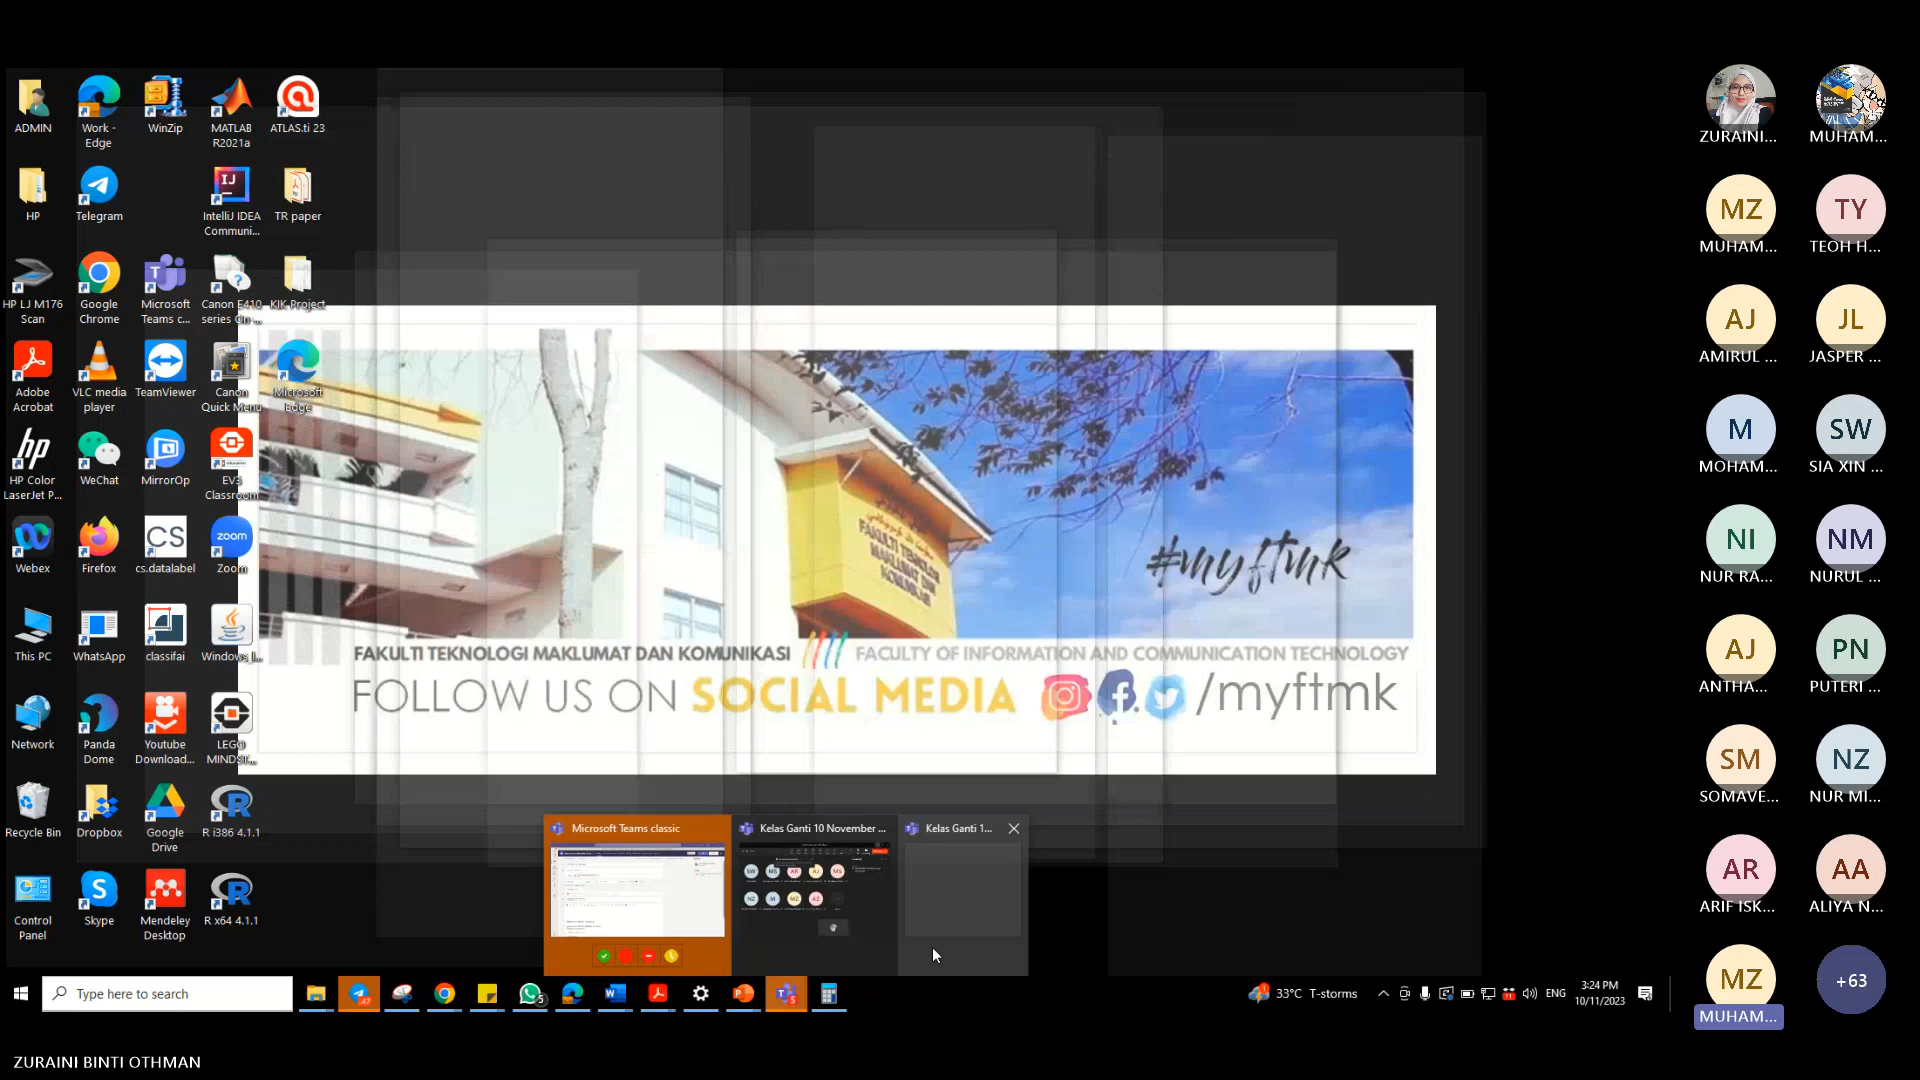 ADMIN
Work - Edge
WinZip
MATLAB R2021a
ATLAS.ti 23
HP
Telegram
IntelliJ IDEA Communi...
TR paper
HP LJ M176 Scan
Google Chrome
Microsoft Teams c...
Canon E410 series On-...
KIK Project
Adobe Acrobat
VLC media player
TeamViewer
Canon Quick Menu
Microsoft Edge
HP Color LaserJet P...
WeChat
MirrorOp
EV3 Classroom
Webex
Firefox
cs.datalabel
Zoom
This PC
WhatsApp
classifai
Windows I...
Network
Panda Dome
Youtube Download...
LEGO MINDST...
Recycle Bin
Dropbox
Google Drive
R i386 4.1.1
Control Panel
Skype
Mendeley Desktop
R x64 4.1.1
FAKULTI TEKNOLOGI
MAKLUMAT DAN
KOMUNIKASI
#myftmk
FAKULTI TEKNOLOGI MAKLUMAT DAN KOMUNIKASI FACULTY OF INFORMATION AND COMMUNICATION TECHNOLOGY
FOLLOW US ON SOCIAL MEDIA /myftmk
Microsoft Teams classic
Kelas Ganti 10 November ...
Kelas Ganti 1...
Type here to search
33°C T-storms
ENG
3:24 PM
10/11/2023
ZURAINI BINTI OTHMAN
ZURAINI...
MUHAM...
MZ
MUHAM...
TY
TEOH H...
AJ
AMIRUL ...
JL
JASPER ...
M
MOHAM...
SW
SIA XIN ...
NI
NUR RA...
NM
NURUL ...
AJ
ANTHA...
PN
PUTERI ...
SM
SOMAVE...
NZ
NUR MI...
AR
ARIF ISK...
AA
ALIYA N...
MZ
MUHAM...
+63